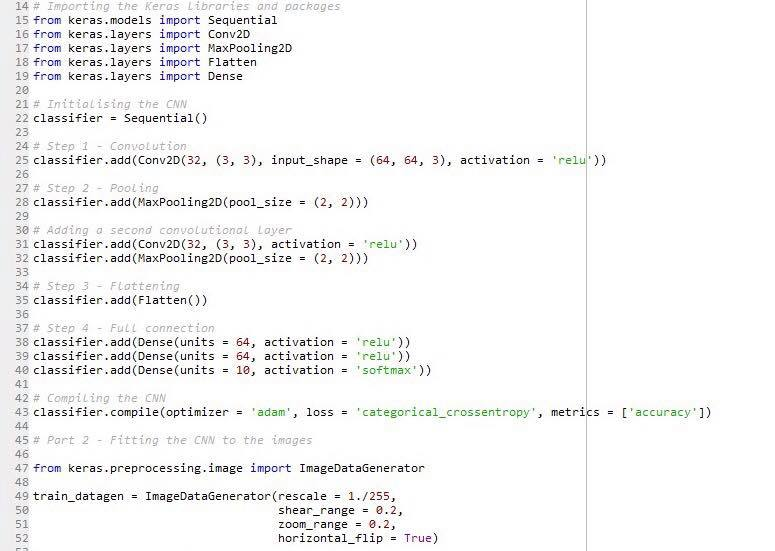 14 # Importing the Keras libraries and packages
15 from keras.models import Sequential
16 from keras.layers import Conv2D
17 from keras.layers import MaxPooling2D
18 from keras.layers import Flatten
19 from keras.layers import Dense
20
21 # Initialising the CNN
22 classifier = Sequential()
23
24 # Step 1 - Convolution
25 classifier.add(Conv2D(32, (3, 3), input_shape = (64, 64, 3), activation = 'relu'))
26
27 # Step 2 - Pooling
28 classifier.add(MaxPooling2D(pool_size = (2, 2)))
29
30 # Adding a second convolutional layer
31 classifier.add(Conv2D(32, (3, 3), activation = 'relu'))
32 classifier.add(MaxPooling2D(pool_size = (2, 2)))
33
34 # Step 3 - Flattening
35 classifier.add(Flatten())
36
37 # Step 4 - Full connection
38 classifier.add(Dense(units = 64, activation = 'relu'))
39 classifier.add(Dense(units = 64, activation = 'relu'))
40 classifier.add(Dense(units = 10, activation = 'softmax'))
41
42 # Compiling the CNN
43 classifier.compile(optimizer = 'adam', loss = 'categorical_crossentropy', metrics = ['accuracy'])
44
45 # Part 2 - Fitting the CNN to the images
46
47 from keras.preprocessing.image import ImageDataGenerator
48
49 train_datagen = ImageDataGenerator(rescale = 1./255,
50                                    shear_range = 0.2,
51                                    zoom_range = 0.2,
52                                    horizontal_flip = True)